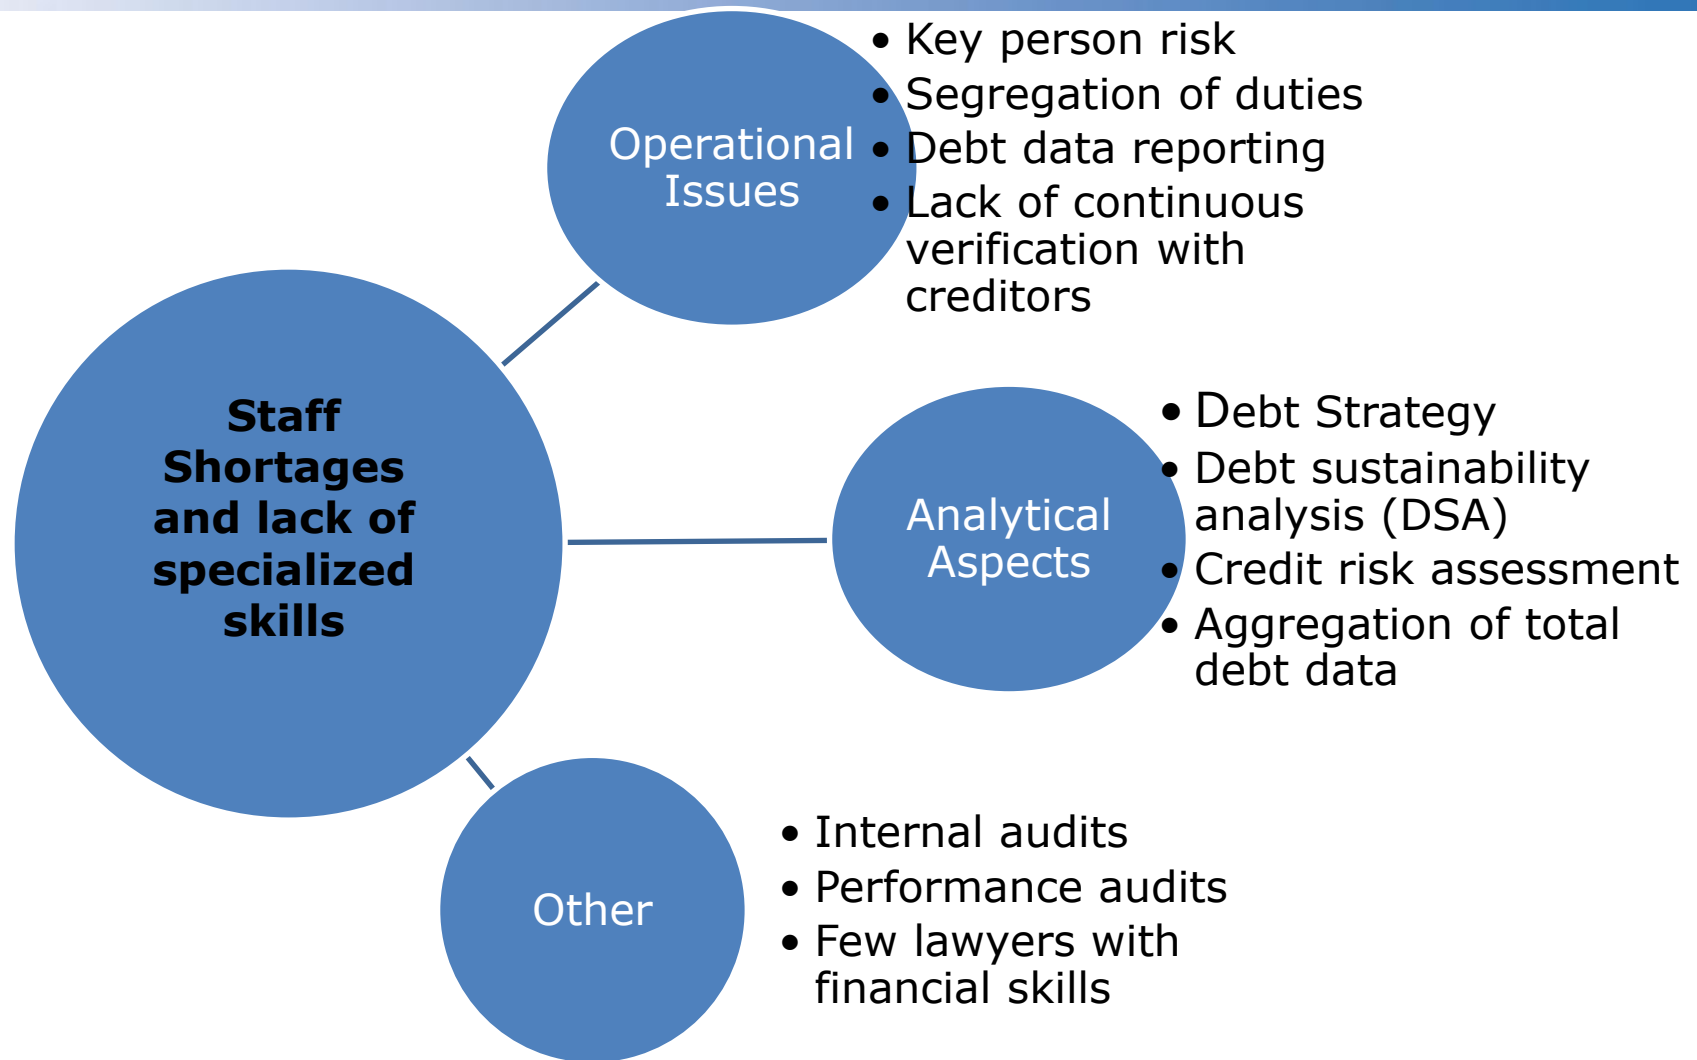 Staff
Shortages
and lack of
specialized
skills
Operational
Issues
• Key person risk
• Segregation of duties
• Debt data reporting
• Lack of continuous
verification with
creditors
Analytical
Aspects
• Debt Strategy
• Debt sustainability
analysis (DSA)
• Credit risk assessment
• Aggregation of total
debt data
Other
• Internal audits
• Performance audits
• Few lawyers with
financial skills